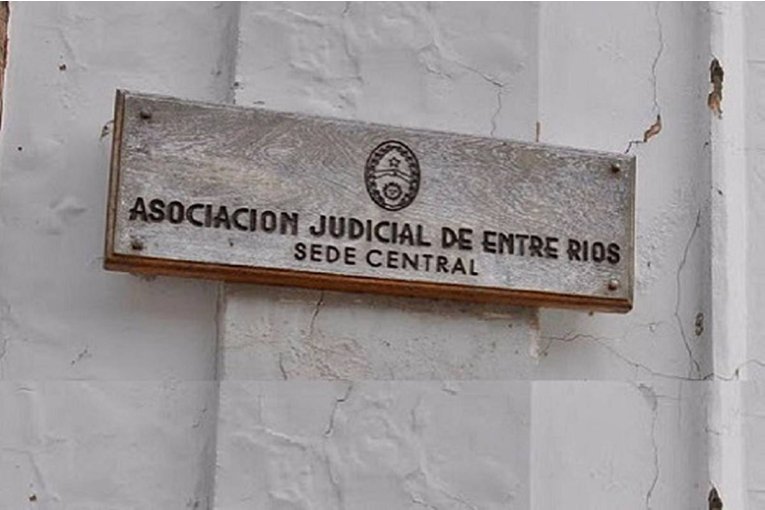 ASOCIACION JUDICIAL DE ENTRE RIOS
SEDE CENTRAL